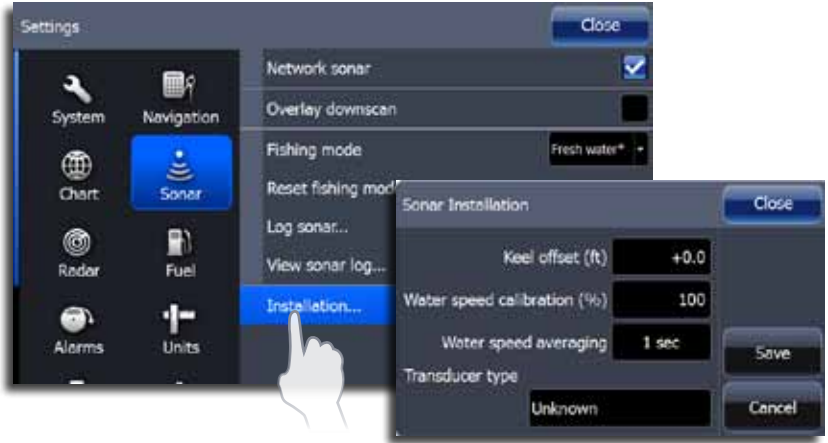 Settings
Close
System
Navigation
Chart
Sonar
Radar
Fuel
Alarms
Units
Network sonar
Overlay downscan
Fishing mode
Fresh water*
Reset fishing mod
Log sonar...
View sonar log...
Installation...
Sonar Installation
Close
Keel offset (ft)
+0.0
Water speed calibration (%)
100
Water speed averaging
1 sec
Transducer type
Unknown
Save
Cancel